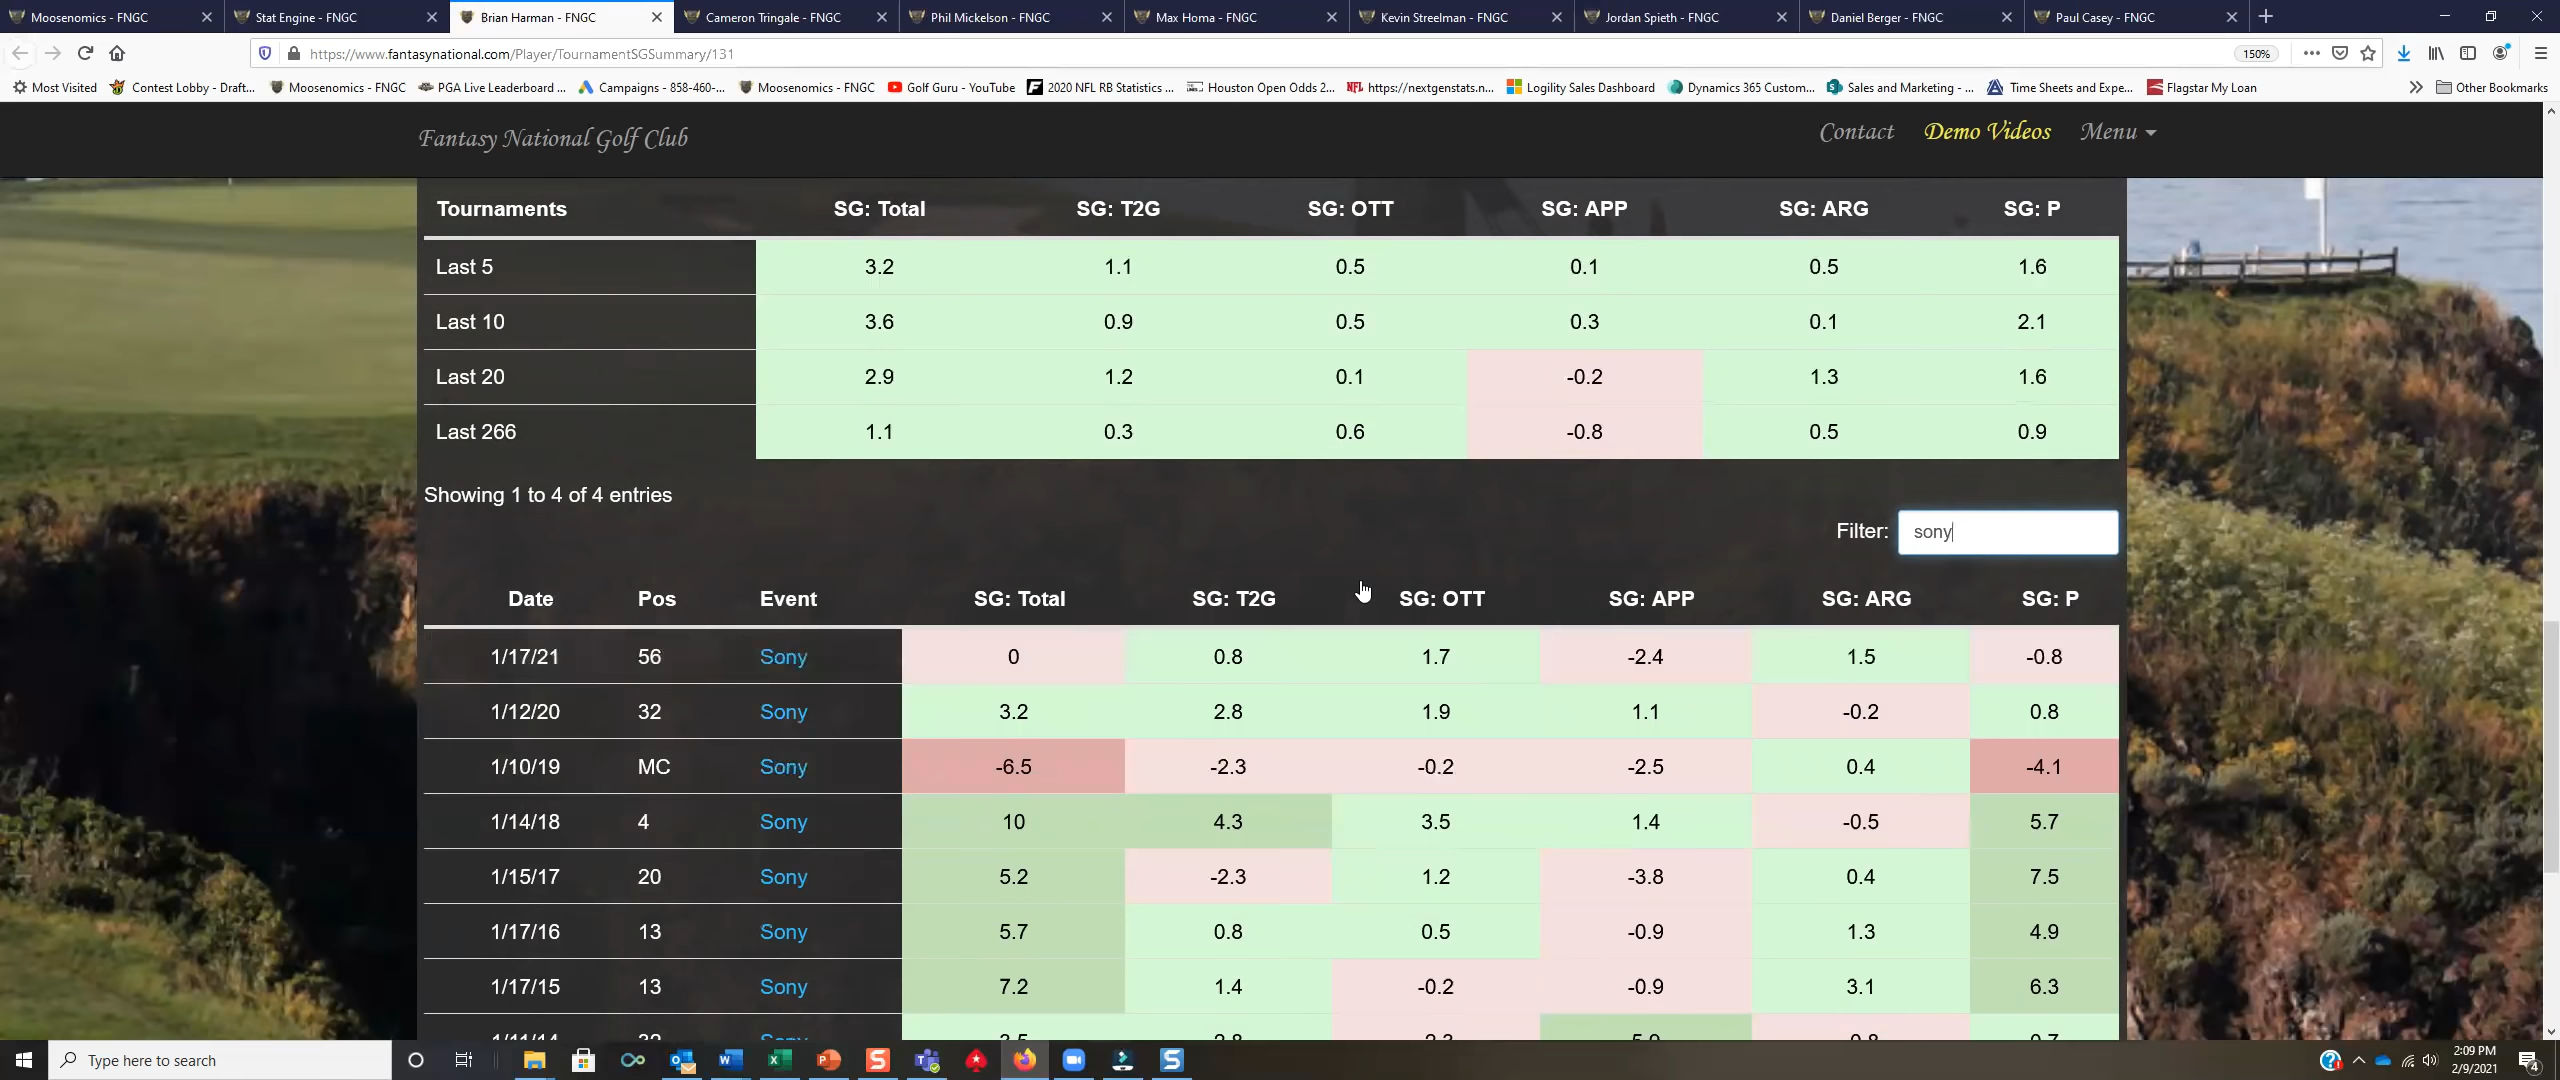 Moosenomics - FNGC Stat Engine - FNGC Brian Harman - FNGC Cameron Tringale - FNGC Phil Mickelson - FNGC Max Homa - FNGC Kevin Streelman - FNGC Jordan Spieth - FNGC Daniel Berger - FNGC Paul Casey - FNGC
https://www.fantasynational.com/Player/TournamentSGSummary/131 150%
Most Visited Contest Lobby - Draft... Moosenomics - FNGC PGA Live Leaderboard ... Campaigns - 858-460-... Moosenomics - FNGC Golf Guru - YouTube 2020 NFL RB Statistics ... Houston Open Odds 2... https://nextgenstats.n... Logility Sales Dashboard Dynamics 365 Custom... Sales and Marketing - ... Time Sheets and Expe... Flagstar My Loan Other Bookmarks
Fantasy National Golf Club Contact Demo Videos Menu
Tournaments SG: Total SG: T2G SG: OTT SG: APP SG: ARG SG: P
Last 5 3.2 1.1 0.5 0.1 0.5 1.6
Last 10 3.6 0.9 0.5 0.3 0.1 2.1
Last 20 2.9 1.2 0.1 -0.2 1.3 1.6
Last 266 1.1 0.3 0.6 -0.8 0.5 0.9
Showing 1 to 4 of 4 entries
Filter: sony
Date Pos Event SG: Total SG: T2G SG: OTT SG: APP SG: ARG SG: P
1/17/21 56 Sony 0 0.8 1.7 -2.4 1.5 -0.8
1/12/20 32 Sony 3.2 2.8 1.9 1.1 -0.2 0.8
1/10/19 MC Sony -6.5 -2.3 -0.2 -2.5 0.4 -4.1
1/14/18 4 Sony 10 4.3 3.5 1.4 -0.5 5.7
1/15/17 20 Sony 5.2 -2.3 1.2 -3.8 0.4 7.5
1/17/16 13 Sony 5.7 0.8 0.5 -0.9 1.3 4.9
1/17/15 13 Sony 7.2 1.4 -0.2 -0.9 3.1 6.3
Type here to search
2:09 PM
2/9/2021